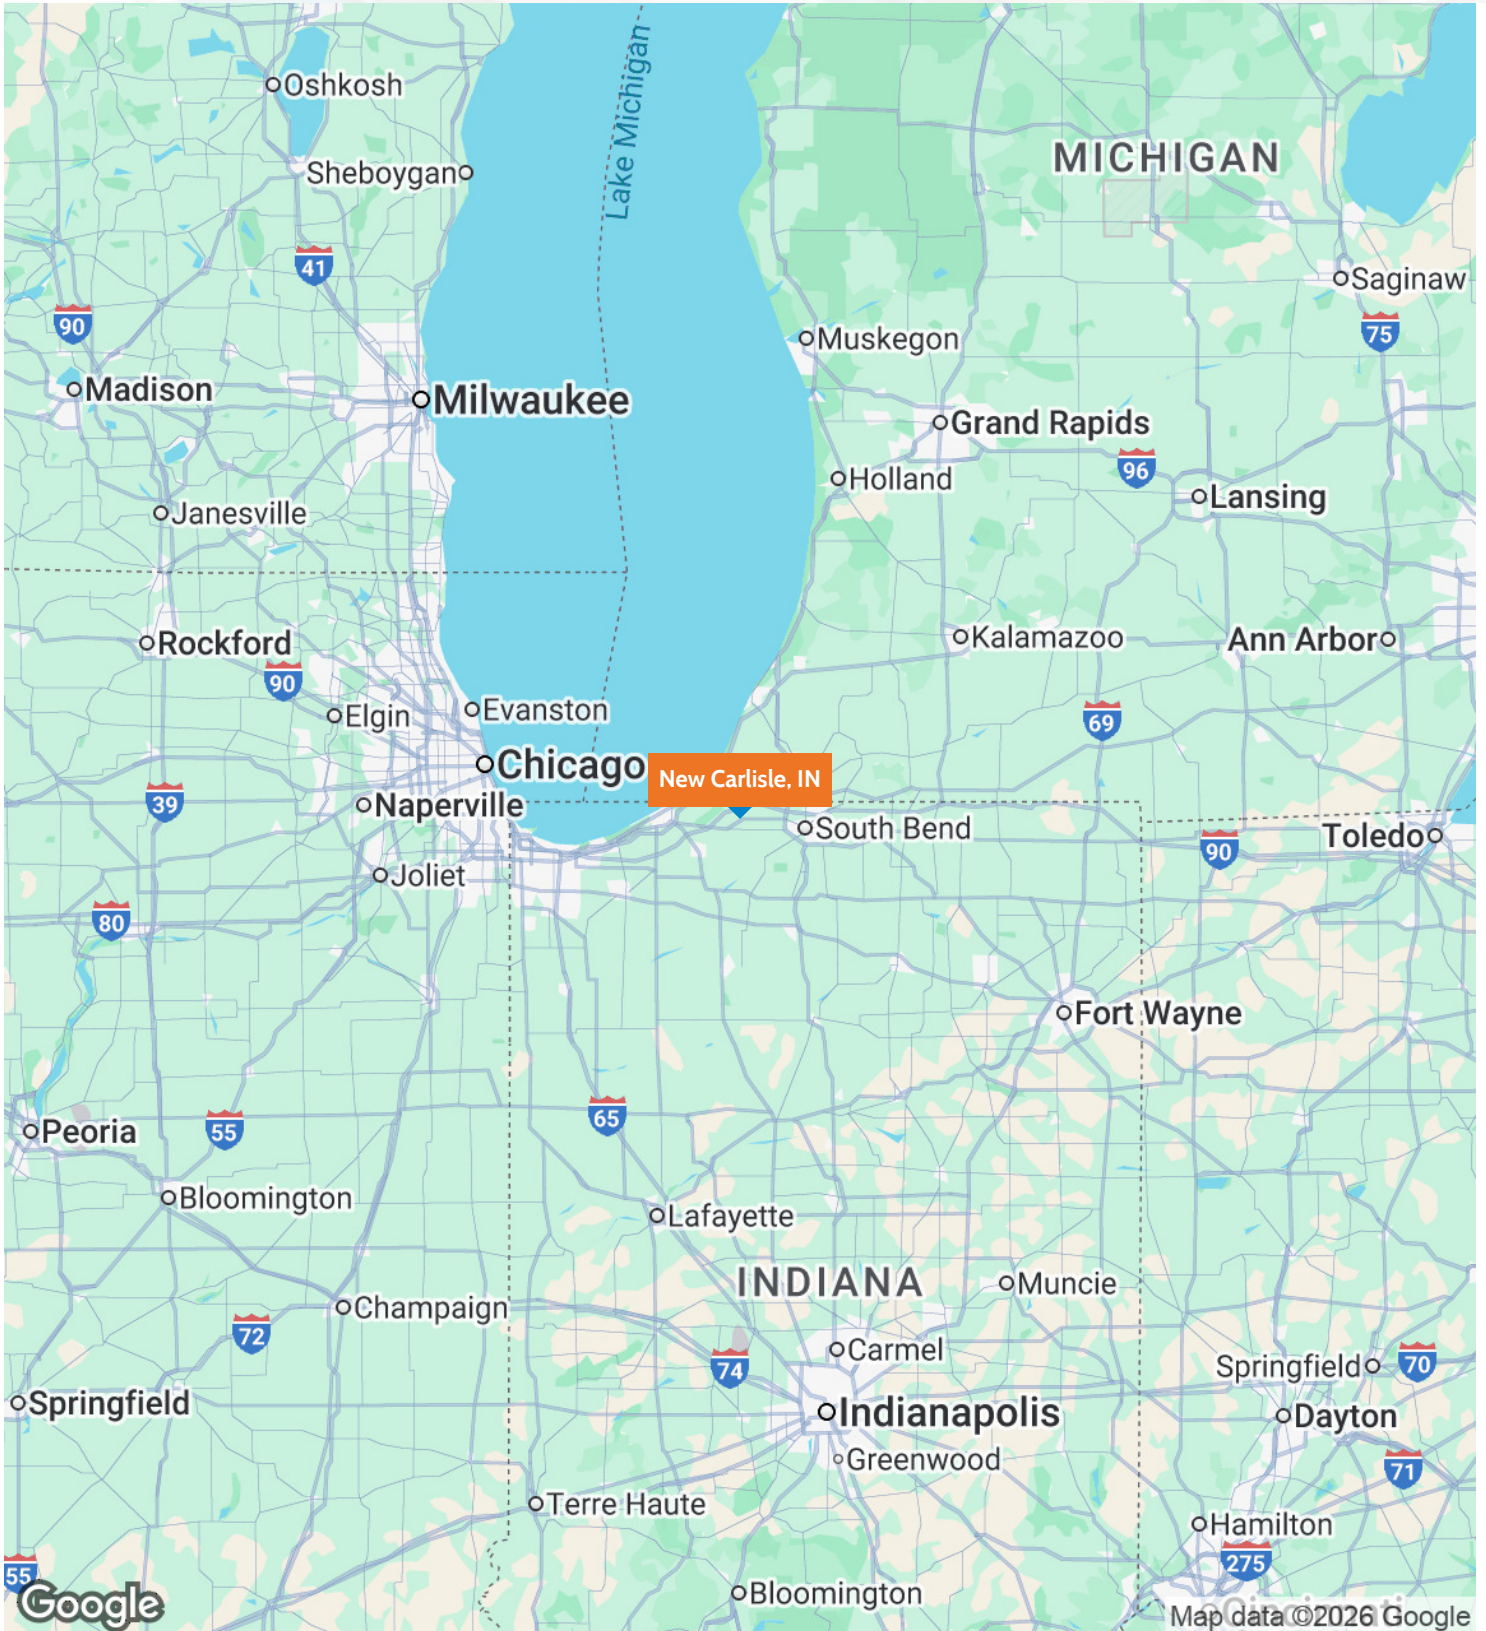 Oshkosh
Lake Michigan
MICHIGAN
Sheboygan
41
Saginaw
90
75
Muskegon
Madison
Milwaukee
Grand Rapids
96
Holland
Lansing
Janesville
Rockford
Kalamazoo
Ann Arbor
90
Elgin
Evanston
69
Chicago
New Carlisle, IN
39
Naperville
South Bend
90
Toledo
Joliet
80
Fort Wayne
65
55
Peoria
Bloomington
Lafayette
INDIANA
Muncie
Champaign
72
Carmel
74
Springfield
70
Springfield
Indianapolis
Dayton
Greenwood
71
Terre Haute
Hamilton
275
55
Bloomington
Google
Cincinnati
Map data ©2026 Google